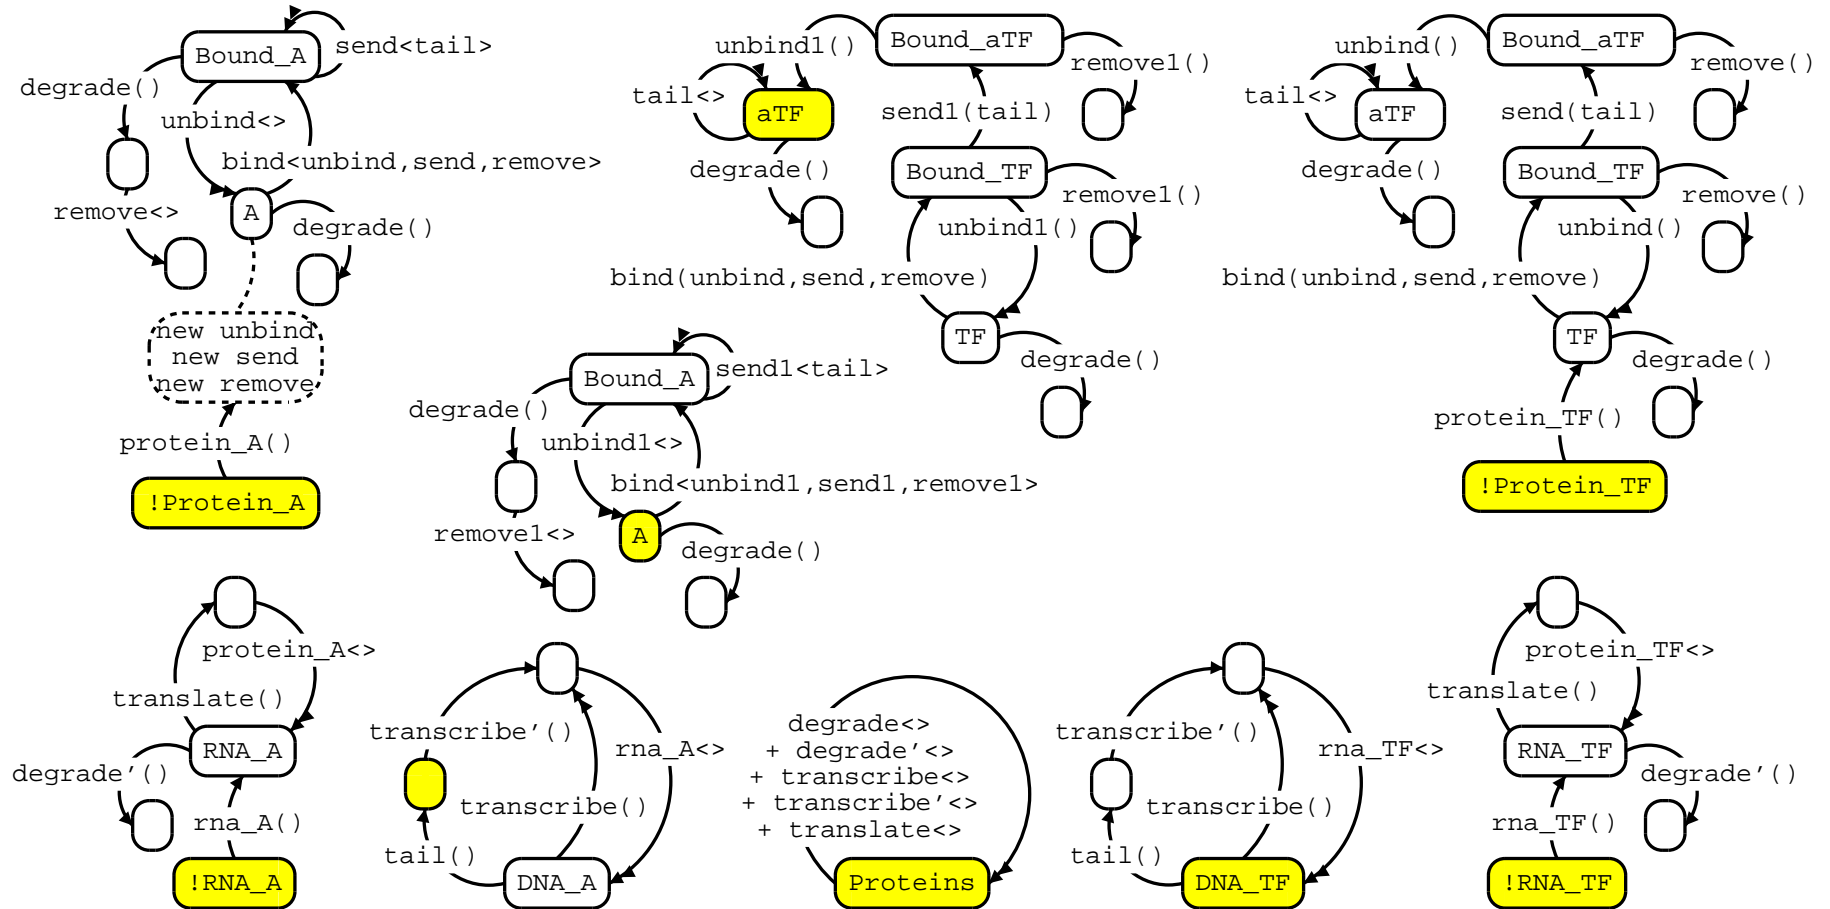 Bound_A
send<tail>
degrade()
unbind<>
bind<unbind,send,remove>
remove<>
A
degrade()
new unbind
new send
new remove
protein_A()
!Protein_A
unbind1()
Bound_aTF
remove1()
tail<>
aTF
send1(tail)
degrade()
Bound_TF
remove1()
unbind1()
bind(unbind,send,remove)
TF
degrade()
unbind()
Bound_aTF
remove()
tail<>
aTF
send(tail)
degrade()
Bound_TF
remove()
unbind()
bind(unbind,send,remove)
TF
degrade()
protein_TF()
!Protein_TF
Bound_A
send1<tail>
degrade()
unbind1<>
bind<unbind1,send1,remove1>
remove1<>
A
degrade()
protein_A<>
translate()
RNA_A
degrade'()
rna_A()
!RNA_A
transcribe'()
rna_A<>
transcribe()
tail()
DNA_A
degrade<>
+ degrade'<>
+ transcribe<>
+ transcribe'<>
+ translate<>
Proteins
transcribe'()
rna_TF<>
transcribe()
tail()
DNA_TF
protein_TF<>
translate()
RNA_TF
degrade'()
rna_TF()
!RNA_TF